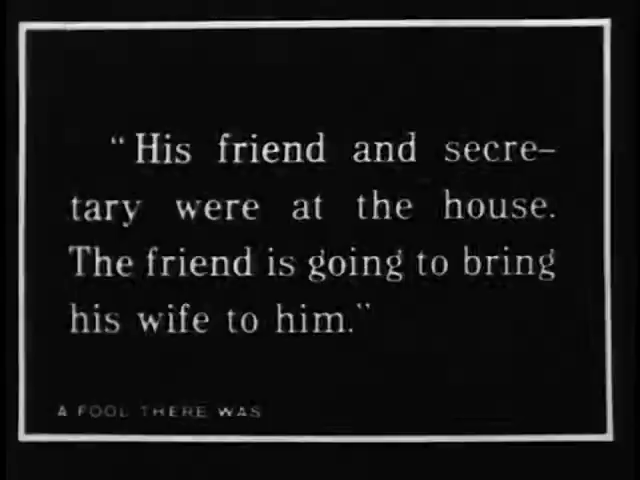 “His friend and secre–
tary were at the house.
The friend is going to bring
his wife to him.”
A FOOL THERE WAS